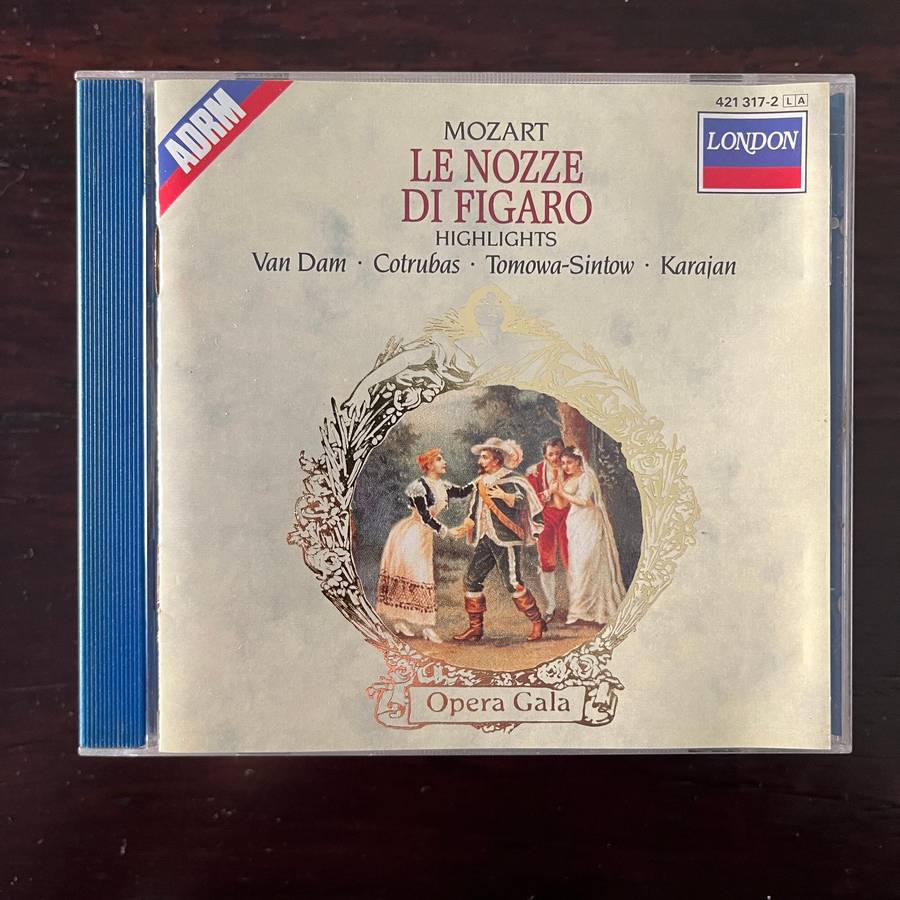 ADRM
421 317-2 LA
LONDON
MOZART
LE NOZZE
DI FIGARO
HIGHLIGHTS
Van Dam · Cotrubas · Tomowa-Sintow · Karajan
Opera Gala